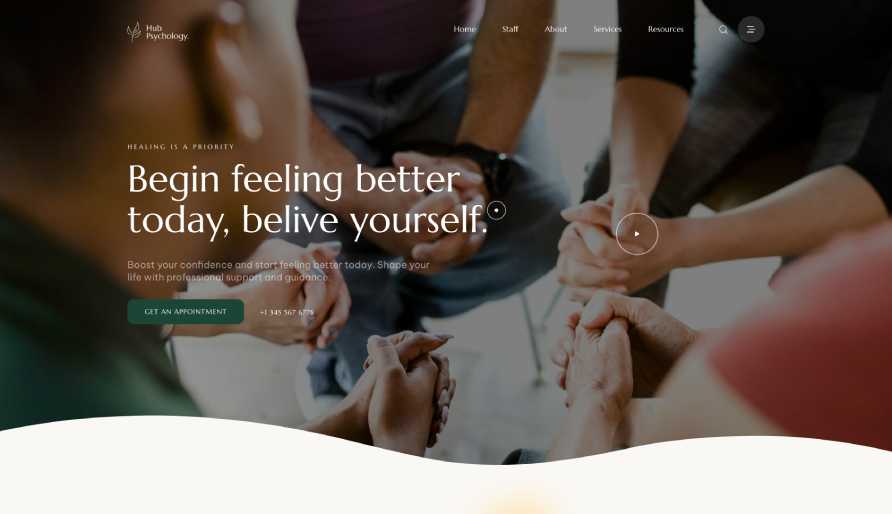 Hub
Psychology.
Home Staff About Services Resources
HEALING IS A PRIORITY
Begin feeling better
today, belive yourself.
Boost your confidence and start feeling better today. Shape your
life with professional support and guidance.
GET AN APPOINTMENT
+1 345 567 6778